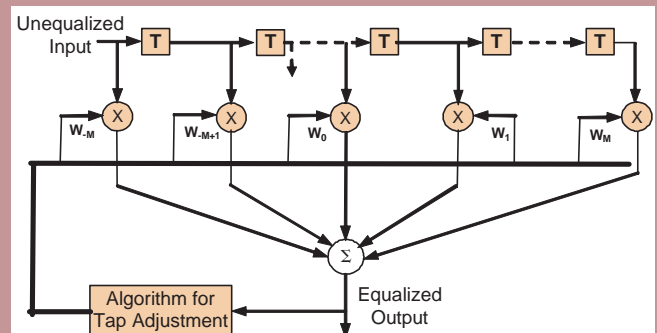 Unequalized
Input
T T T T T
X X X X X
W-M W-M+1 W0 W1 WM
Σ
Algorithm for
Tap Adjustment
Equalized
Output